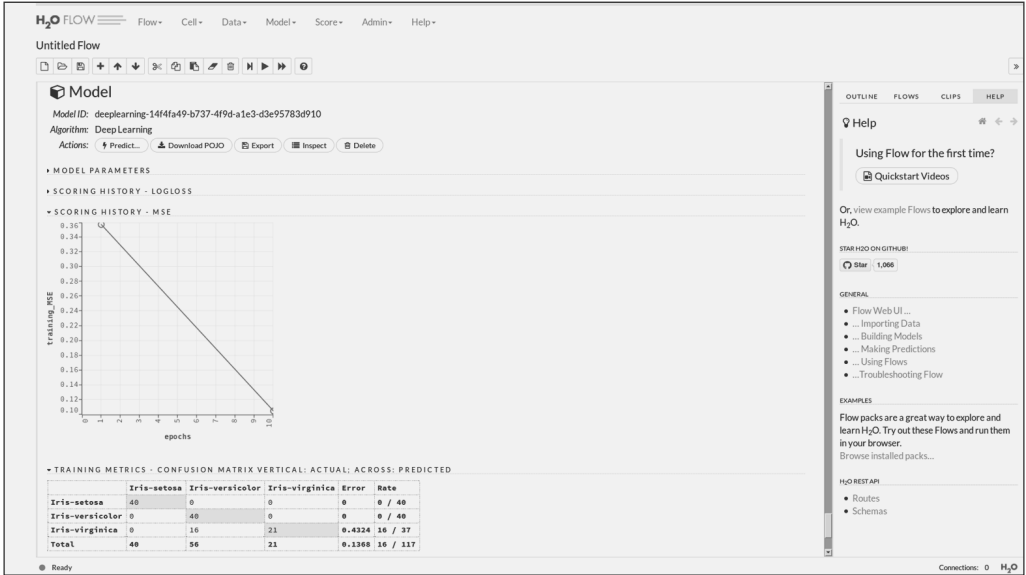 H2O FLOW Flow Cell Data Model Score Admin Help
Untitled Flow
Model
Model ID: deeplearning-14f4fa49-b737-4f9d-a1e3-d3e95783d910
Algorithm: Deep Learning
Actions: Predict... Download POJO Export Inspect Delete
MODEL PARAMETERS
SCORING HISTORY - LOGLOSS
SCORING HISTORY - MSE
0.36
0.34
0.32
0.30
0.28
0.26
0.24
0.22
0.20
0.18
0.16
0.14
0.12
0.10
training_MSE
0 1 2 3 4 5 6 7 8 9 10
epochs
TRAINING METRICS - CONFUSION MATRIX VERTICAL: ACTUAL; ACROSS: PREDICTED
Iris-setosa Iris-versicolor Iris-virginica Error Rate
Iris-setosa 40 0 0 0 0 / 40
Iris-versicolor 0 40 0 0 0 / 40
Iris-virginica 0 16 21 0.4324 16 / 37
Total 40 56 21 0.1368 16 / 117
Ready
OUTLINE FLOWS CLIPS HELP
Help
Using Flow for the first time?
Quickstart Videos
Or, view example Flows to explore and learn
H2O.
STAR H2O ON GITHUB!
Star 1,066
GENERAL
• Flow Web UI ...
• ... Importing Data
• ... Building Models
• ... Making Predictions
• ... Using Flows
• ...Troubleshooting Flow
EXAMPLES
Flow packs are a great way to explore and
learn H2O. Try out these Flows and run them
in your browser.
Browse installed packs...
H2O REST API
• Routes
• Schemas
Connections: 0 H2O